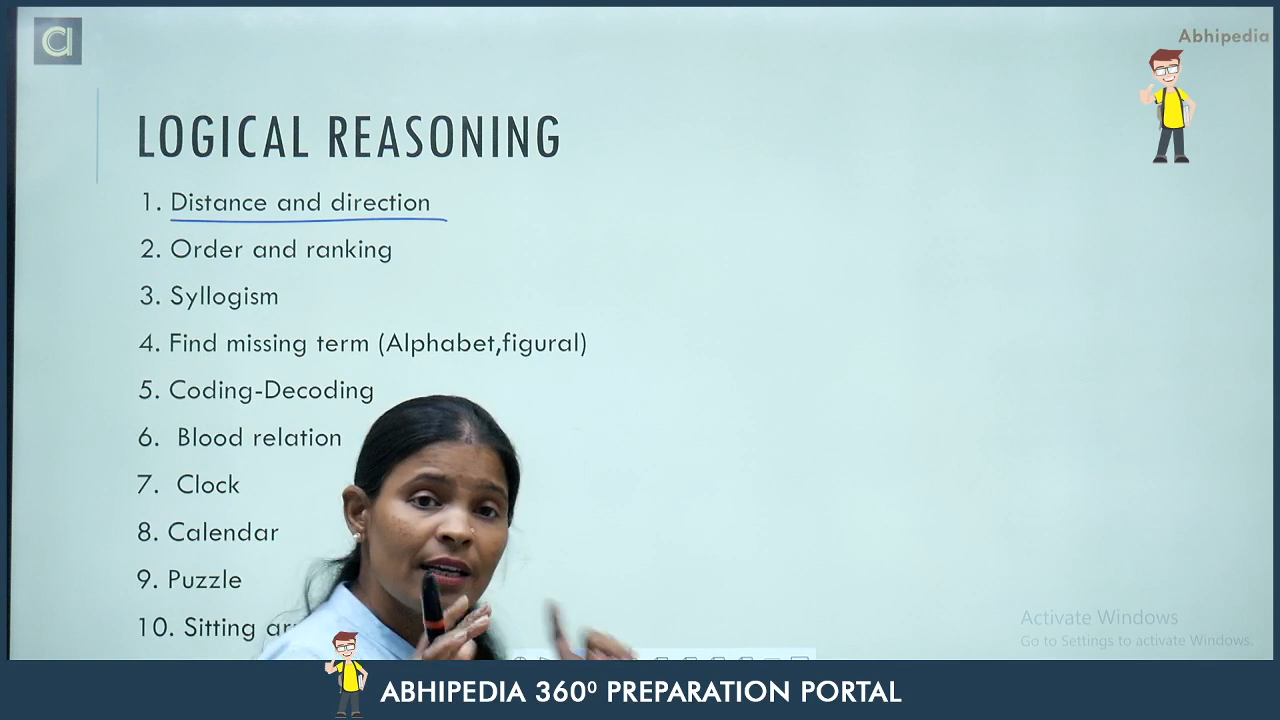 Abhipedia
LOGICAL REASONING
1. Distance and direction
2. Order and ranking
3. Syllogism
4. Find missing term (Alphabet,figural)
5. Coding-Decoding
6. Blood relation
7. Clock
8. Calendar
9. Puzzle
10. Sitting
Activate Windows
Go to Settings to activate Windows.
ABHIPEDIA 360⁰ PREPARATION PORTAL